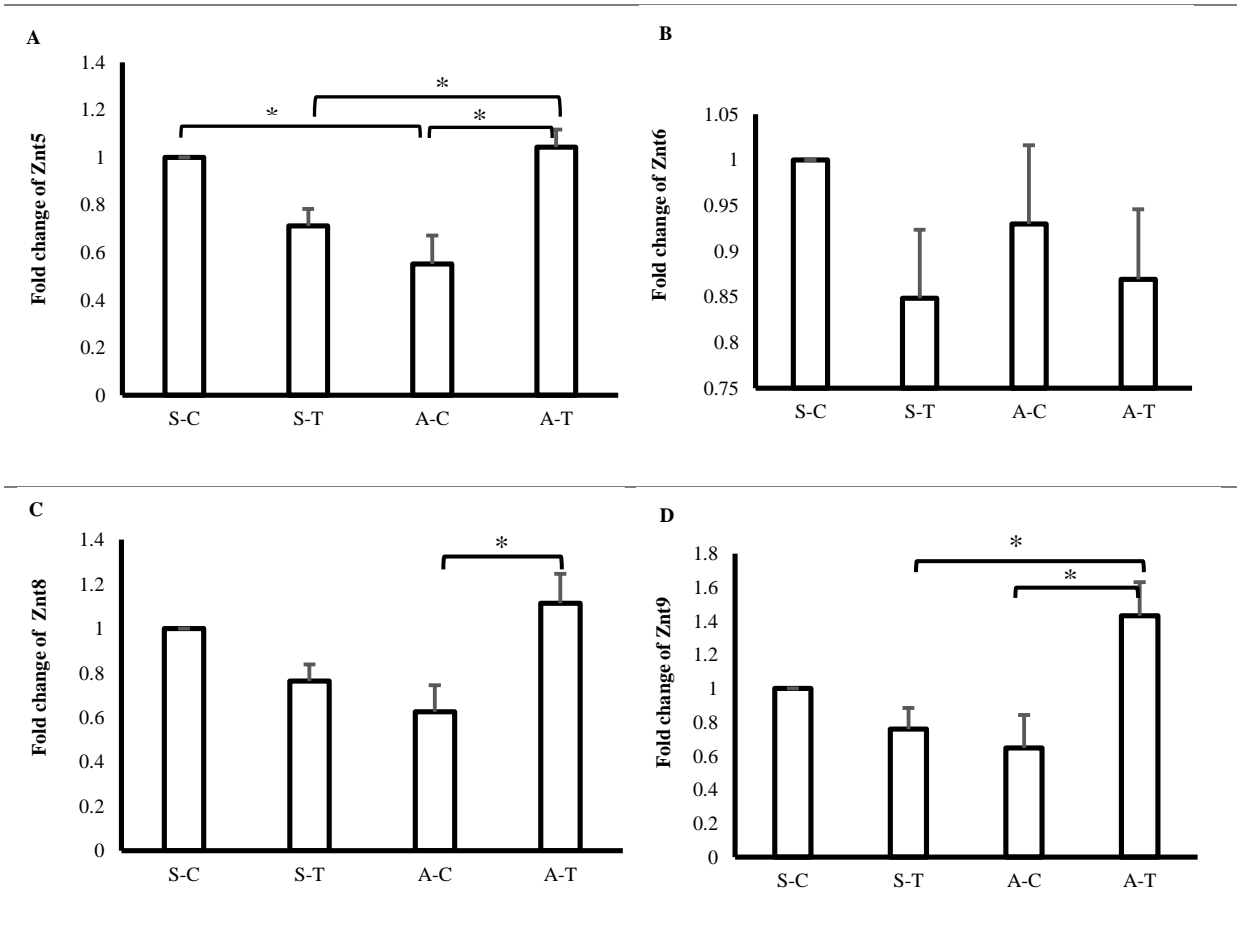 A
Fold change of Znt5
1.4
1.2
1
0.8
0.6
0.4
0.2
0
* * *
S-C S-T A-C A-T
B
Fold change of Znt6
1.05
1
0.95
0.9
0.85
0.8
0.75
S-C S-T A-C A-T
C
Fold change of Znt8
1.4
1.2
1
0.8
0.6
0.4
0.2
0
*
S-C S-T A-C A-T
D
Fold change of Znt9
1.8
1.6
1.4
1.2
1
0.8
0.6
0.4
0.2
0
*
*
S-C S-T A-C A-T